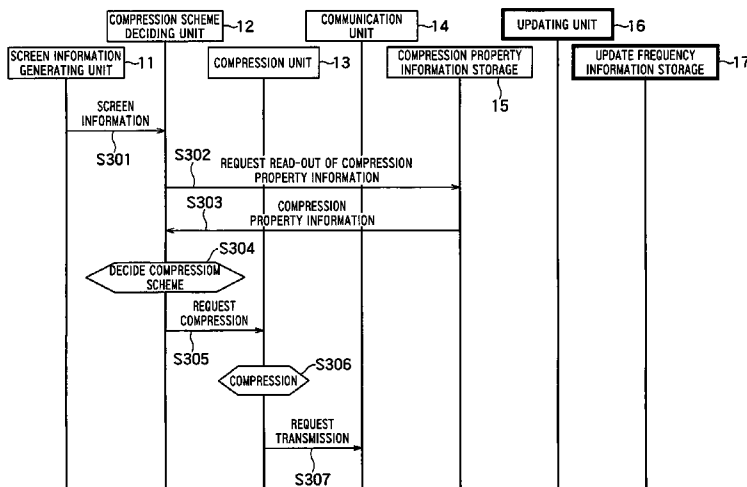 COMPRESSION SCHEME
DECIDING UNIT
12
COMMUNICATION
UNIT
14
UPDATING UNIT
16
SCREEN INFORMATION
GENERATING UNIT
11
COMPRESSION UNIT
13
COMPRESSION PROPERTY
INFORMATION STORAGE
15
UPDATE FREQUENCY
INFORMATION STORAGE
17
SCREEN
INFORMATION
S301
S302
REQUEST READ-OUT OF COMPRESSION
PROPERTY INFORMATION
S303
COMPRESSION
PROPERTY INFORMATION
S304
DECIDE COMPRESSIOM
SCHEME
REQUEST
COMPRESSION
S305
S306
COMPRESSION
REQUEST
TRANSMISSION
S307